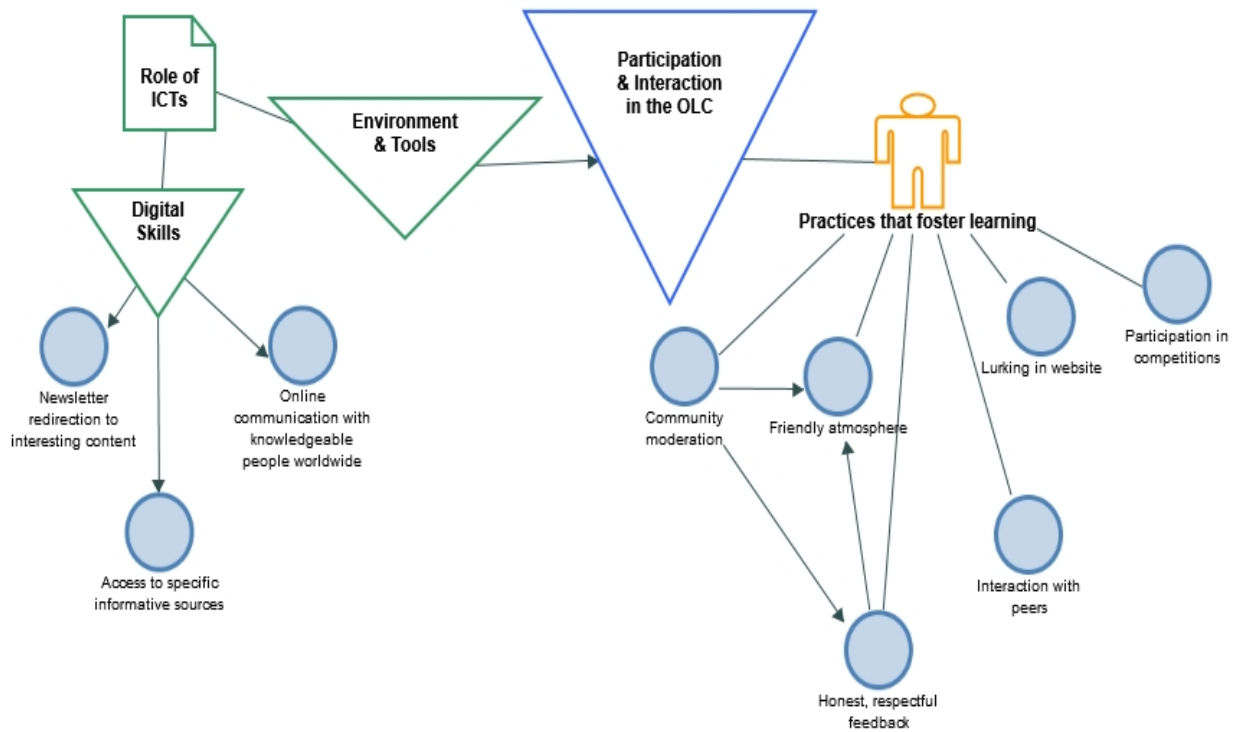 Role of
ICTs
Environment
& Tools
Participation
& Interaction
in the OLC
Digital
Skills
Practices that foster learning
Newsletter
redirection to
interesting content
Online
communication with
knowledgeable
people worldwide
Access to specific
informative sources
Community
moderation
Friendly atmosphere
Lurking in website
Participation in
competitions
Interaction with
peers
Honest, respectful
feedback